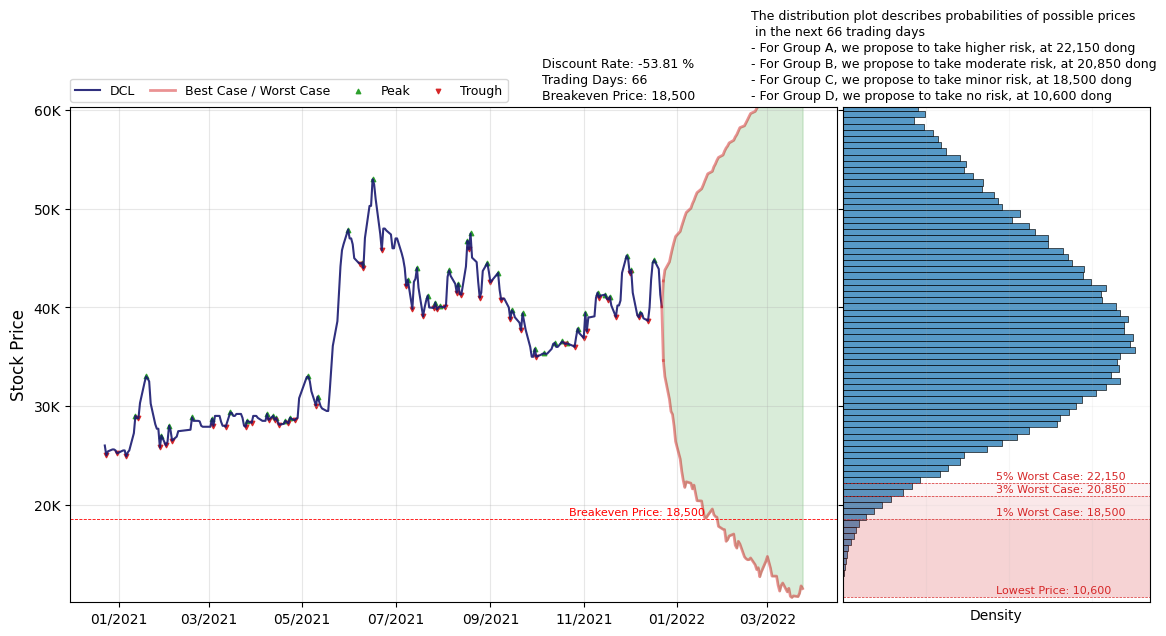 The distribution plot describes probabilities of possible prices
in the next 66 trading days
- For Group A, we propose to take higher risk, at 22,150 dong
- For Group B, we propose to take moderate risk, at 20,850 dong
- For Group C, we propose to take minor risk, at 18,500 dong
- For Group D, we propose to take no risk, at 10,600 dong
Discount Rate: -53.81 %
Trading Days: 66
Breakeven Price: 18,500
DCL
Best Case / Worst Case
Peak
Trough
60K
50K
40K
30K
20K
Stock Price
Breakeven Price: 18,500
5% Worst Case: 22,150
3% Worst Case: 20,850
1% Worst Case: 18,500
Lowest Price: 10,600
01/2021
03/2021
05/2021
07/2021
09/2021
11/2021
01/2022
03/2022
Density